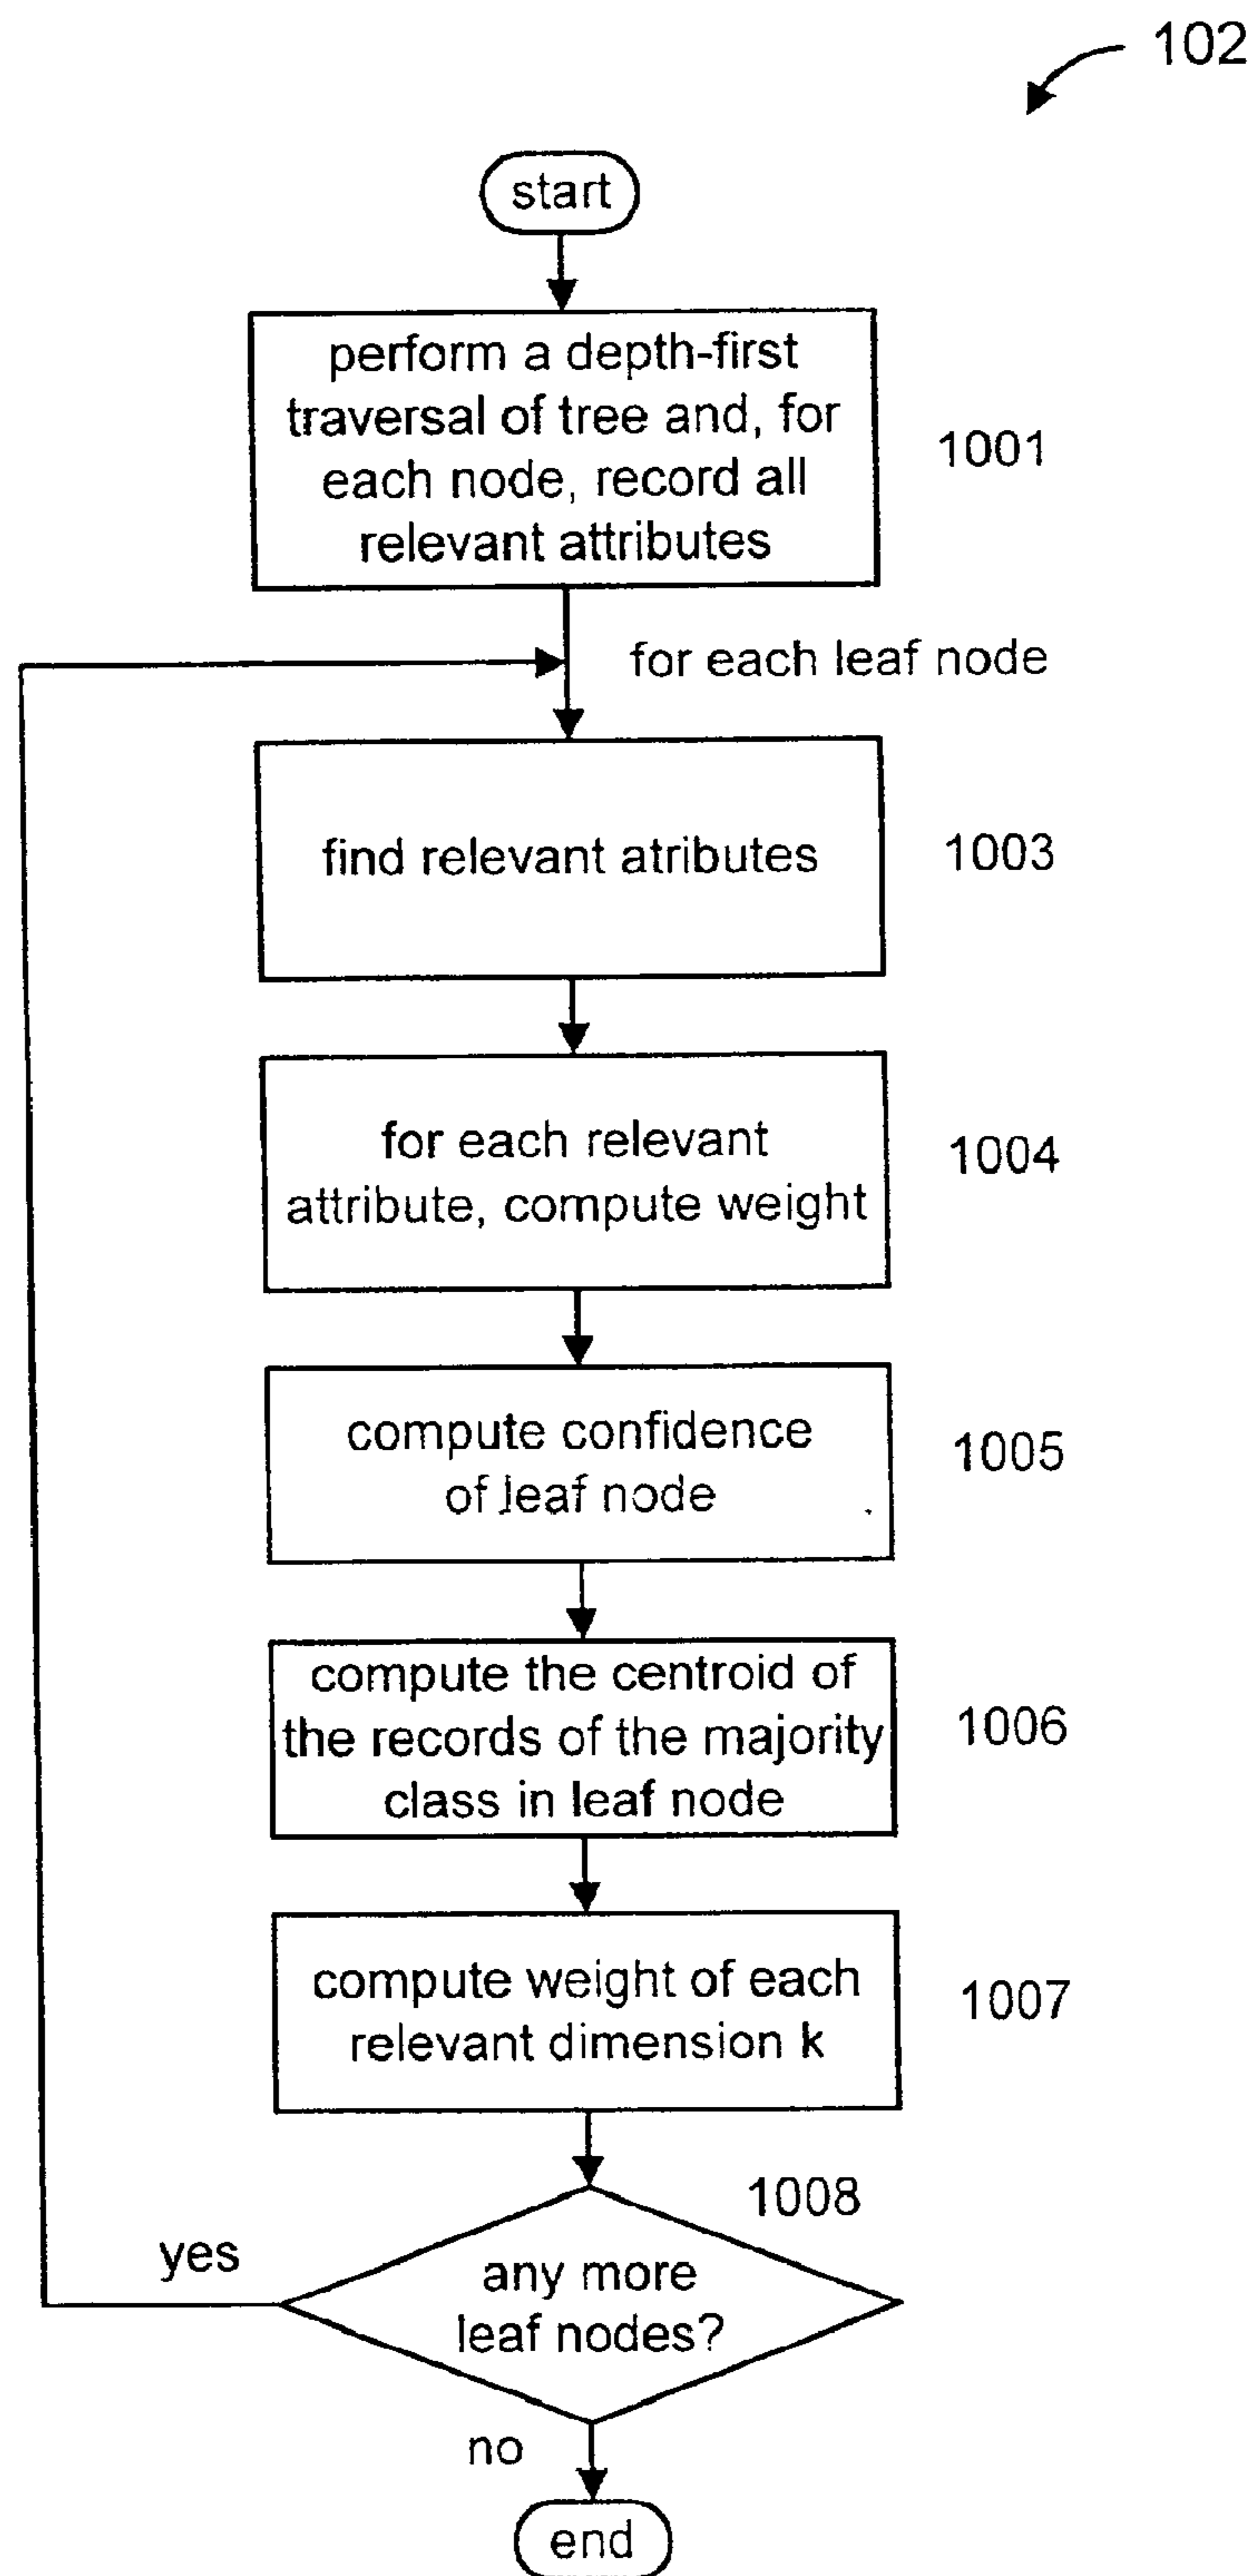 102
start
perform a depth-first
traversal of tree and, for
each node, record all
relevant attributes
1001
for each leaf node
find relevant atributes
1003
for each relevant
attribute, compute weight
1004
compute confidence
of leaf node
1005
compute the centroid of
the records of the majority
class in leaf node
1006
compute weight of each
relevant dimension k
1007
1008
any more
leaf nodes?
yes
no
end